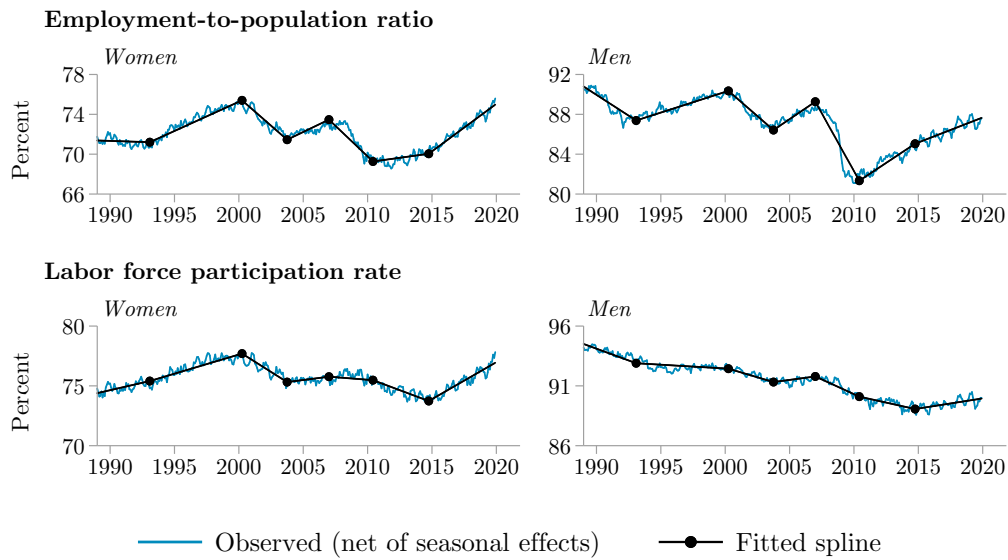 Employment-to-population ratio
Women
Men
Percent
78
74
70
66
1990 1995 2000 2005 2010 2015 2020
92
88
84
80
1990 1995 2000 2005 2010 2015 2020
Labor force participation rate
Women
Men
Percent
80
75
70
1990 1995 2000 2005 2010 2015 2020
96
91
86
1990 1995 2000 2005 2010 2015 2020
Observed (net of seasonal effects)
Fitted spline